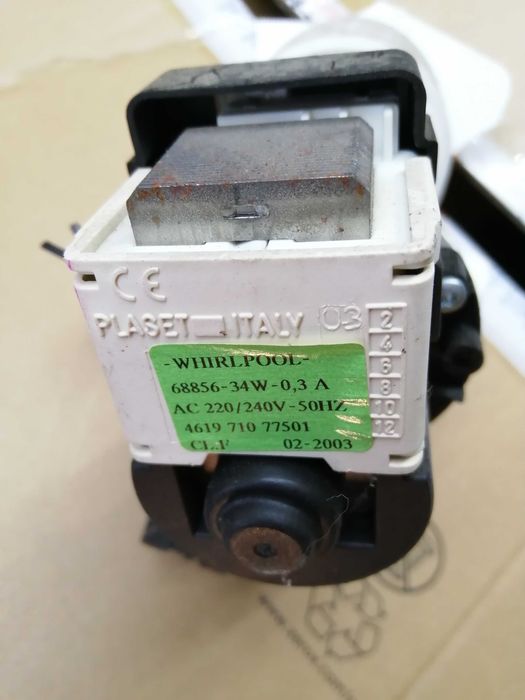 CE
PLASET ITALY 03
2
4
6
8
10
12
-WHIRLPOOL-
68856-34W-0,3 A
AC 220/240V-50HZ
4619 710 77501
CL.F 02-2003